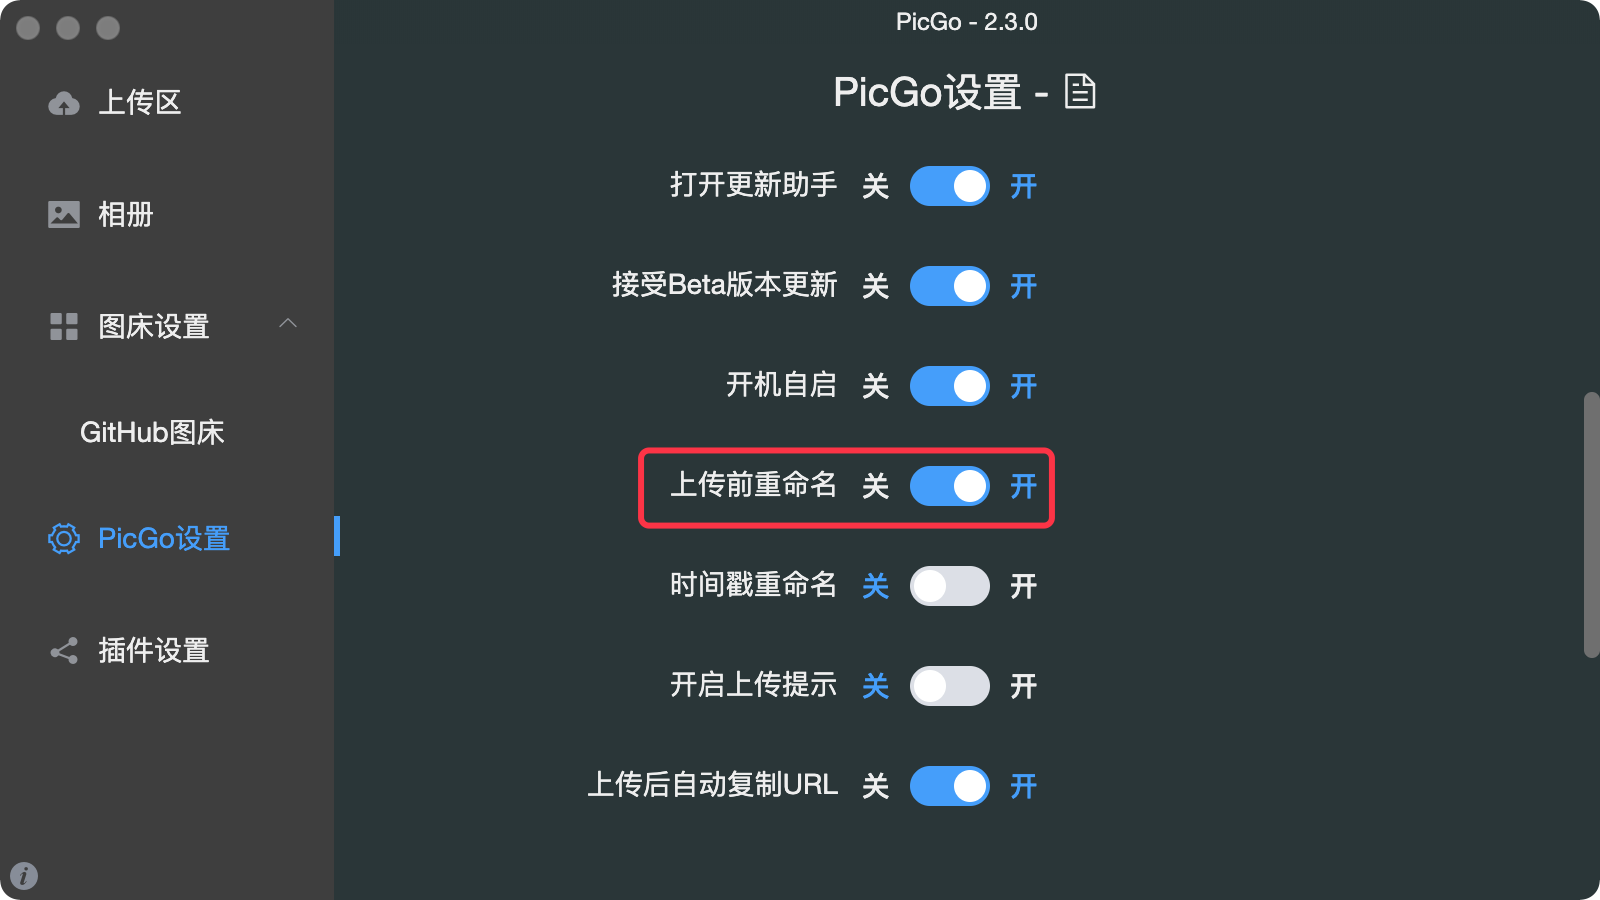 PicGo - 2.3.0
上传区
相册
图床设置
GitHub图床
PicGo设置
插件设置
PicGo设置 -
打开更新助手 关 开
接受Beta版本更新 关 开
开机自启 关 开
上传前重命名 关 开
时间戳重命名 关 开
开启上传提示 关 开
上传后自动复制URL 关 开